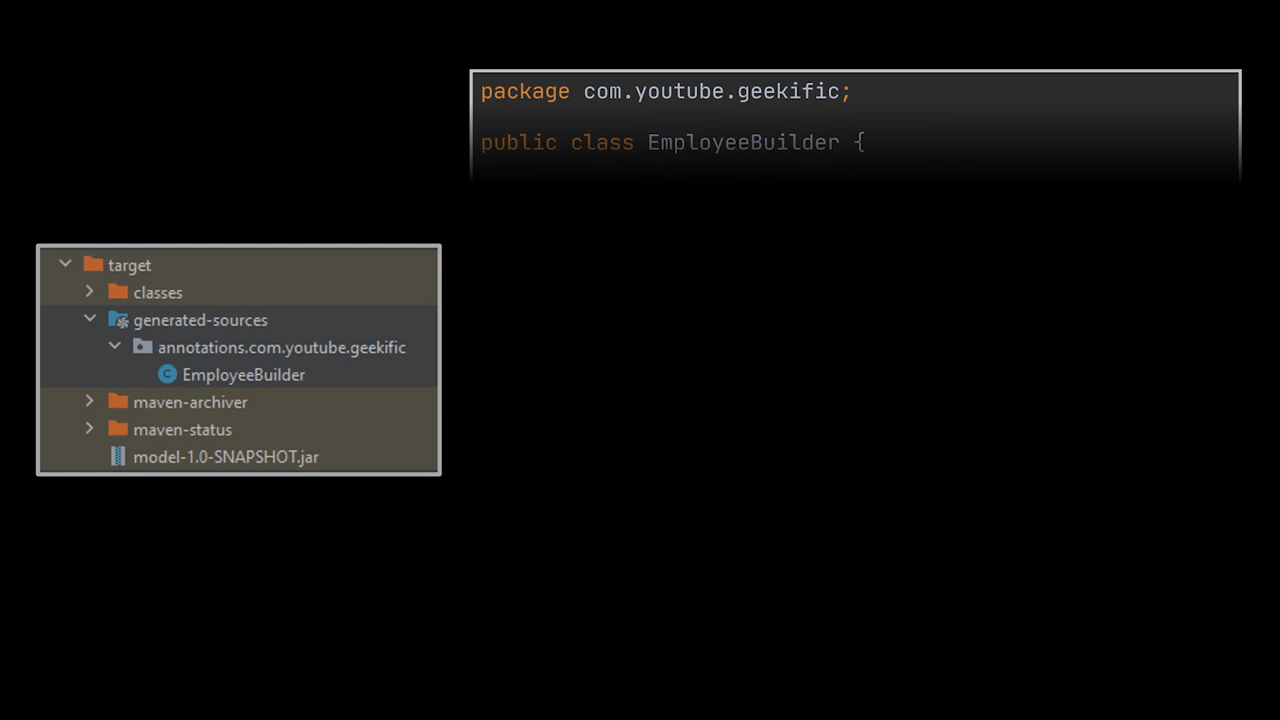 package com.youtube.geekific;
public class EmployeeBuilder {
target
classes
generated-sources
annotations.com.youtube.geekific
EmployeeBuilder
maven-archiver
maven-status
model-1.0-SNAPSHOT.jar